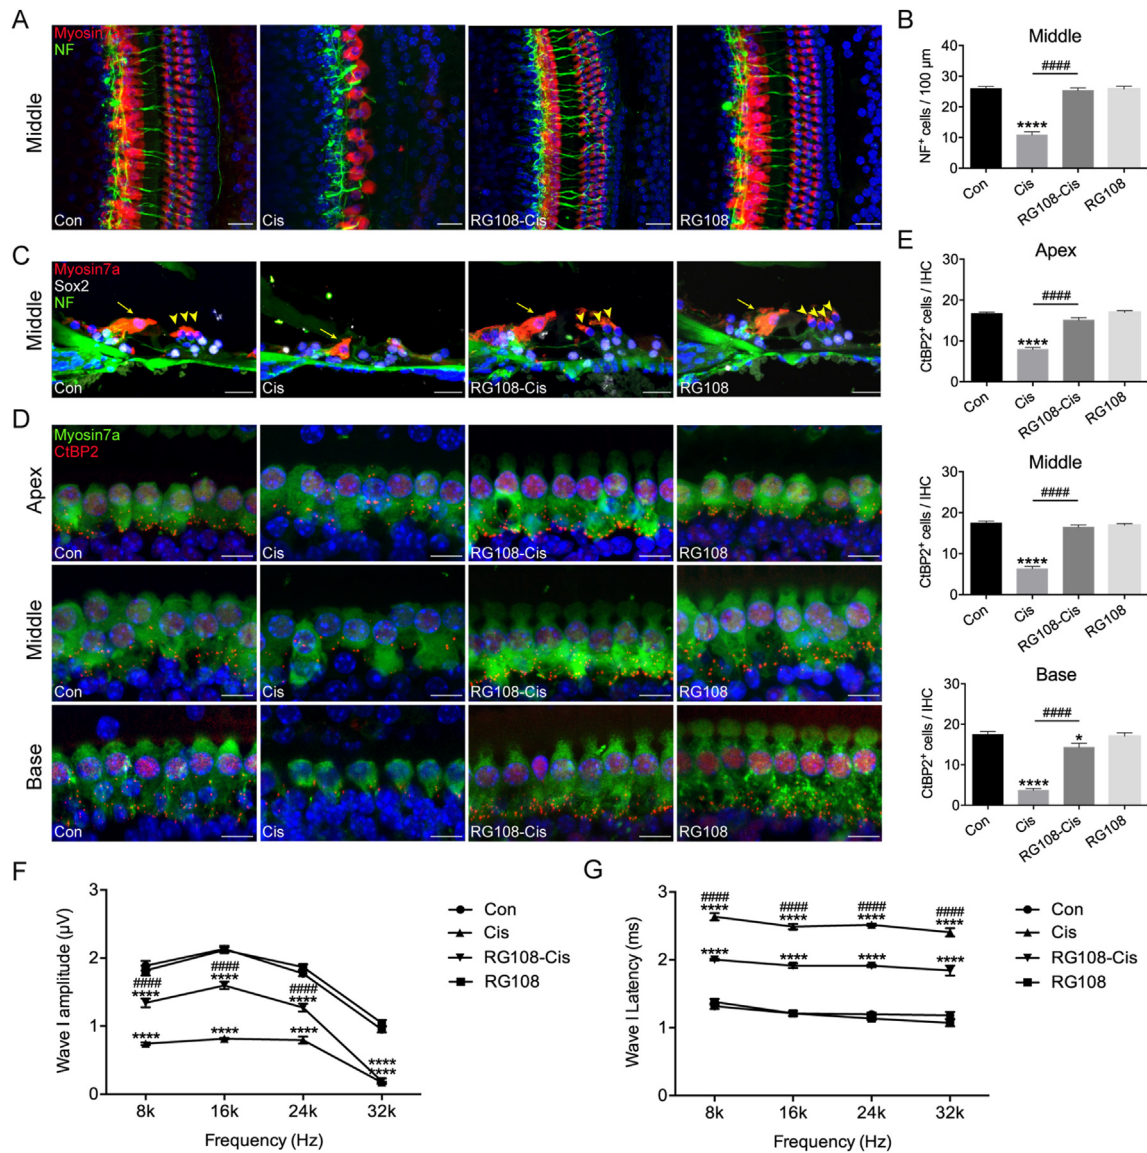 A
Myosin7a
NF
Middle
Con
Cis
RG108-Cis
RG108
B
Middle
####
****
NF+ cells / 100 µm
40
30
20
10
0
Con
Cis
RG108-Cis
RG108
C
Myosin7a
Sox2
NF
Middle
Con
Cis
RG108-Cis
RG108
D
Myosin7a
CtBP2
Apex
Con
Cis
RG108-Cis
RG108
Middle
Con
Cis
RG108-Cis
RG108
Base
Con
Cis
RG108-Cis
RG108
E
Apex
####
****
CtBP2+ cells / IHC
30
20
10
0
Con
Cis
RG108-Cis
RG108
Middle
####
****
CtBP2+ cells / IHC
30
20
10
0
Con
Cis
RG108-Cis
RG108
Base
####
*
****
CtBP2+ cells / IHC
30
20
10
0
Con
Cis
RG108-Cis
RG108
F
Wave I amplitude (µV)
3
2
1
0
#### #### ####
**** **** ****
**** **** **** ****
****
8k 16k 24k 32k
Frequency (Hz)
Con
Cis
RG108-Cis
RG108
G
Wave I Latency (ms)
3
2
1
0
#### #### #### ####
**** **** **** ****
**** **** **** ****
8k 16k 24k 32k
Frequency (Hz)
Con
Cis
RG108-Cis
RG108